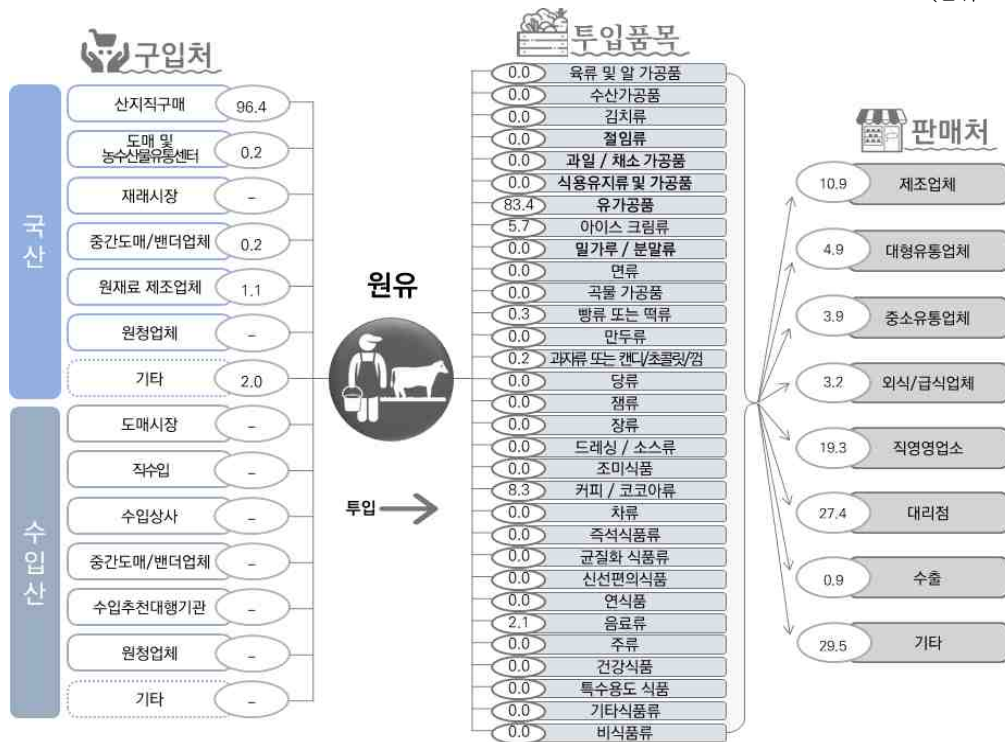 (단위
구입처
국산
산지직구매 96.4
도매 및
농수산물유통센터 0.2
재래시장 –
중간도매/밴더업체 0.2
원재료 제조업체 1.1
원청업체 –
기타 2.0
수입산
도매시장 –
직수입 –
수입상사 –
중간도매/밴더업체 –
수입추천대행기관 –
원청업체 –
기타 –
원유
투입
투입품목
0.0 육류 및 알 가공품
0.0 수산가공품
0.0 김치류
0.0 절임류
0.0 과일 / 채소 가공품
0.0 식용유지류 및 가공품
83.4 유가공품
5.7 아이스 크림류
0.0 밀가루 / 분말류
0.0 면류
0.0 곡물 가공품
0.3 빵류 또는 떡류
0.0 만두류
0.2 과자류 또는 캔디/초콜릿/껌
0.0 당류
0.0 잼류
0.0 장류
0.0 드레싱 / 소스류
0.0 조미식품
8.3 커피 / 코코아류
0.0 차류
0.0 즉석식품류
0.0 균질화 식품류
0.0 신선편의식품
0.0 연식품
2.1 음료류
0.0 주류
0.0 건강식품
0.0 특수용도 식품
0.0 기타식품류
0.0 비식품류
판매처
10.9 제조업체
4.9 대형유통업체
3.9 중소유통업체
3.2 외식/급식업체
19.3 직영영업소
27.4 대리점
0.9 수출
29.5 기타